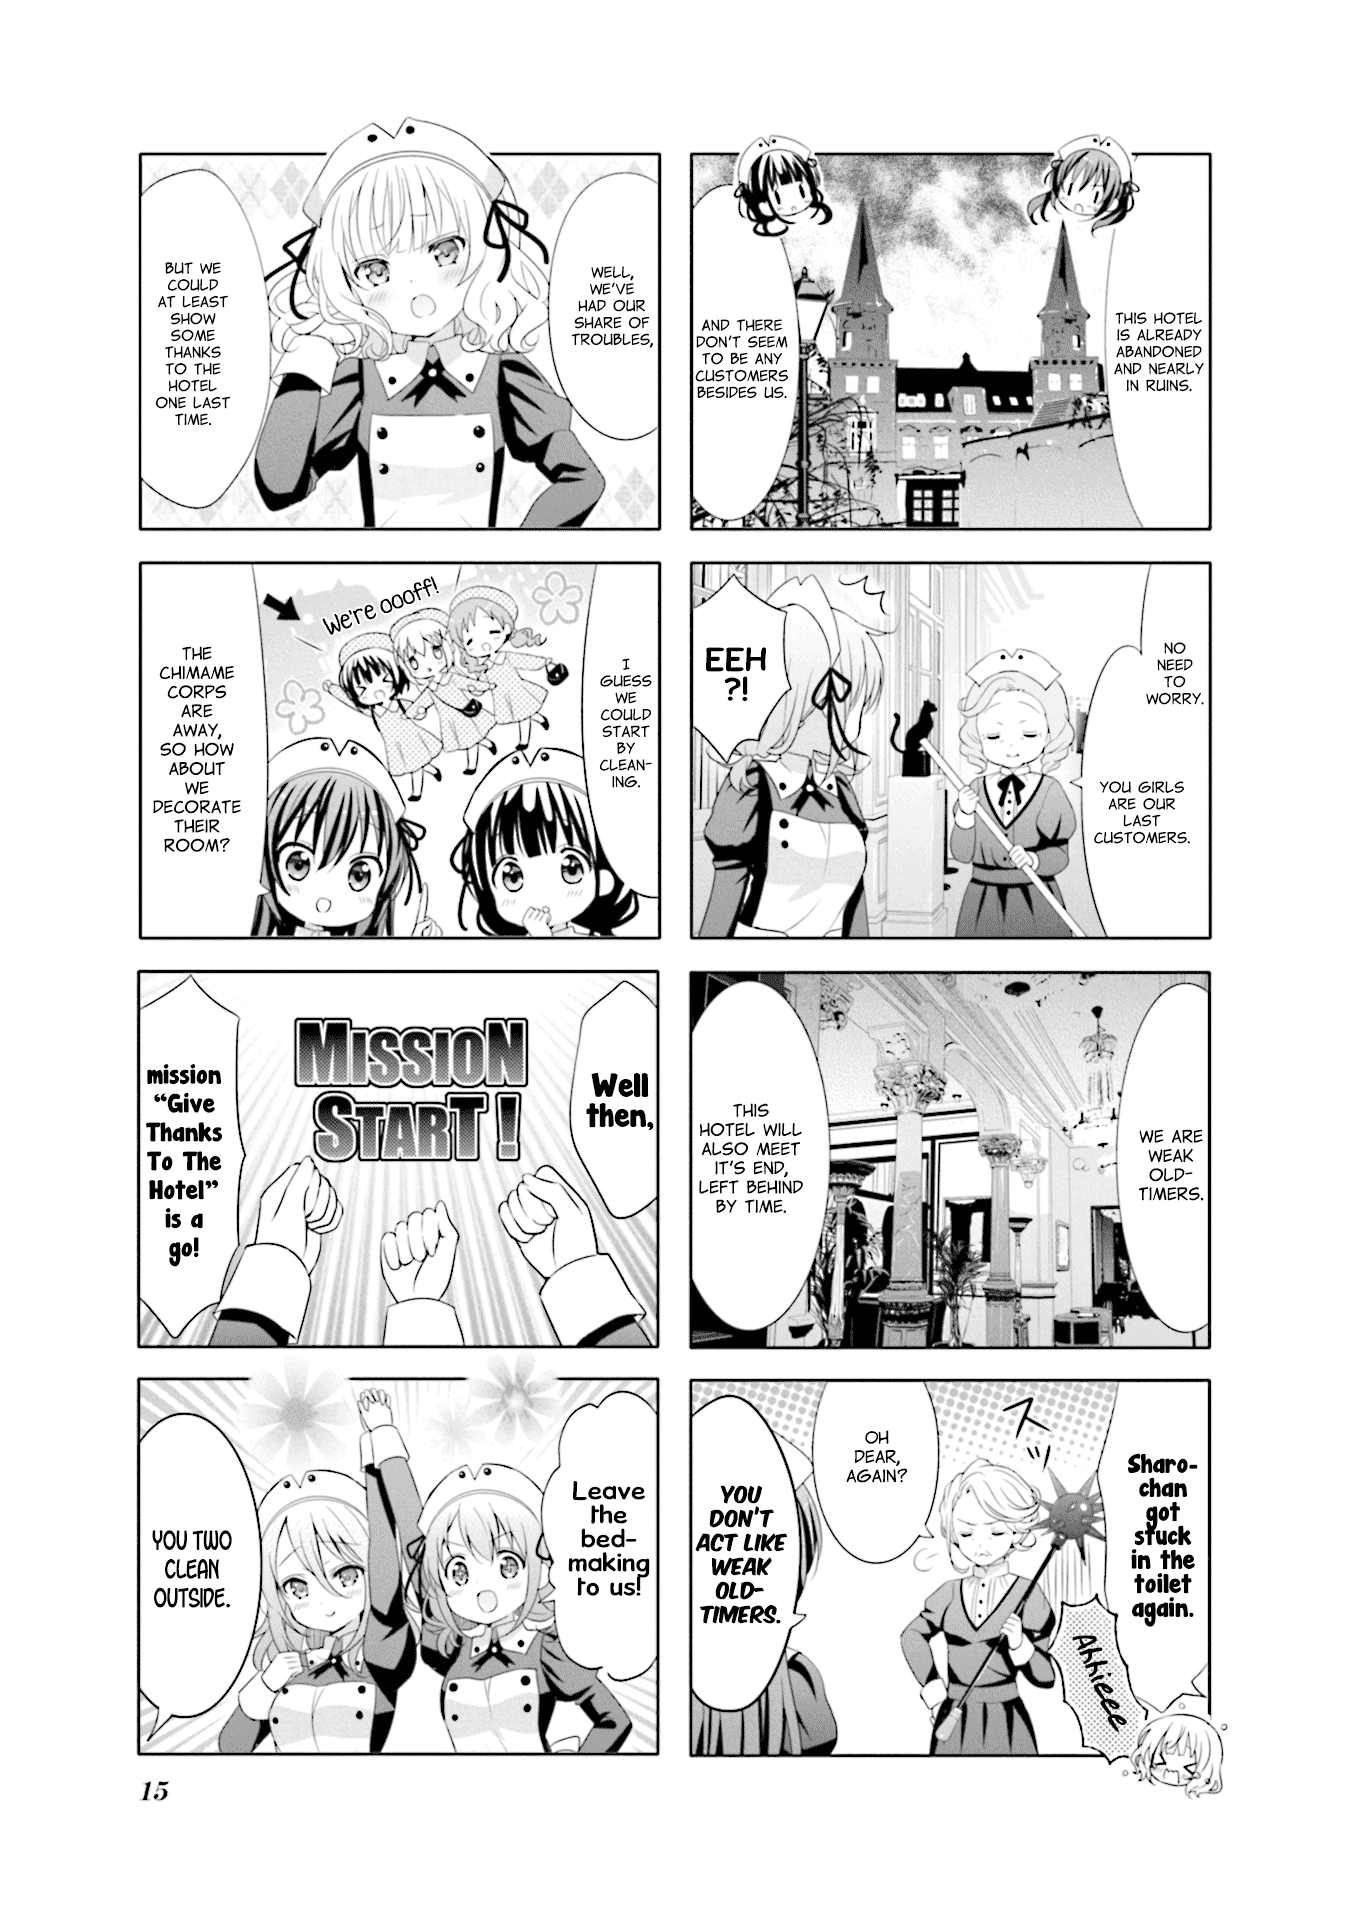 THIS HOTEL
IS ALREADY
ABANDONED
AND NEARLY
IN RUINS.
AND THERE
DON'T SEEM
TO BE ANY
CUSTOMERS
BESIDES US.
NO
NEED
TO
WORRY.
YOU GIRLS
ARE OUR
LAST
CUSTOMERS.
EEH
?!
WE ARE
WEAK
OLD-
TIMERS.
THIS
HOTEL WILL
ALSO MEET
IT'S END,
LEFT BEHIND
BY TIME.
Sharo-
chan
got
stuck
in the
toilet
again.
Ahhieee
ス
OH
DEAR,
AGAIN?
YOU
DON'T
ACT LIKE
WEAK
OLD-
TIMERS.
WELL,
WE'VE
HAD OUR
SHARE OF
TROUBLES,
BUT WE
COULD
AT LEAST
SHOW
SOME
THANKS
TO THE
HOTEL
ONE LAST
TIME.
I
GUESS
WE
COULD
START
BY
CLEAN-
ING.
We're oooff!
THE
CHIMAME
CORPS
ARE
AWAY,
SO HOW
ABOUT
WE
DECORATE
THEIR
ROOM?
Well
then,
MISSION
START!
mission
"Give
Thanks
To The
Hotel"
is a
go!
Leave
the
bed-
making
to us!
YOU TWO
CLEAN
OUTSIDE.
15